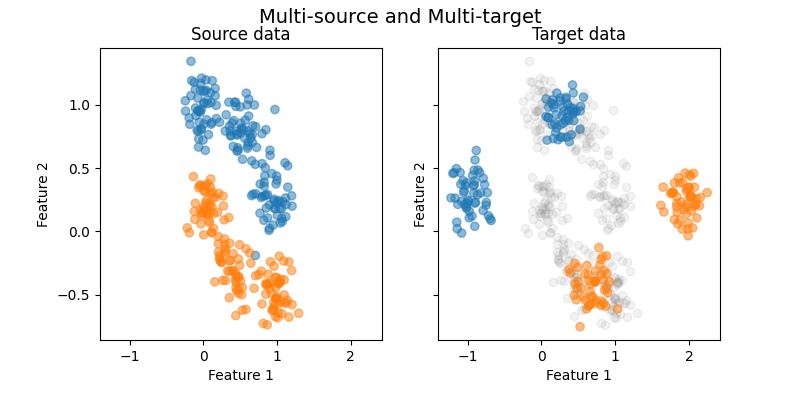 Multi-source and Multi-target
Source data
Target data
1.0
0.5
0.0
−0.5
Feature 2
−1
0
1
2
Feature 1
Feature 2
−1
0
1
2
Feature 1